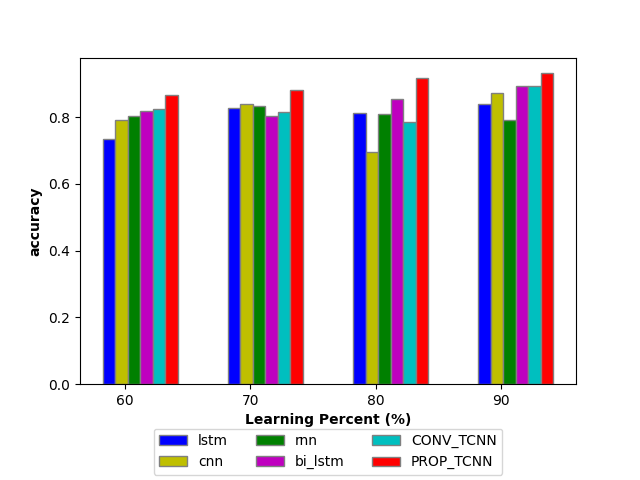 0.8
0.6
0.4
0.2
0.0
accuracy
60 70 80 90
Learning Percent (%)
lstm rnn CONV_TCNN
cnn bi_lstm PROP_TCNN